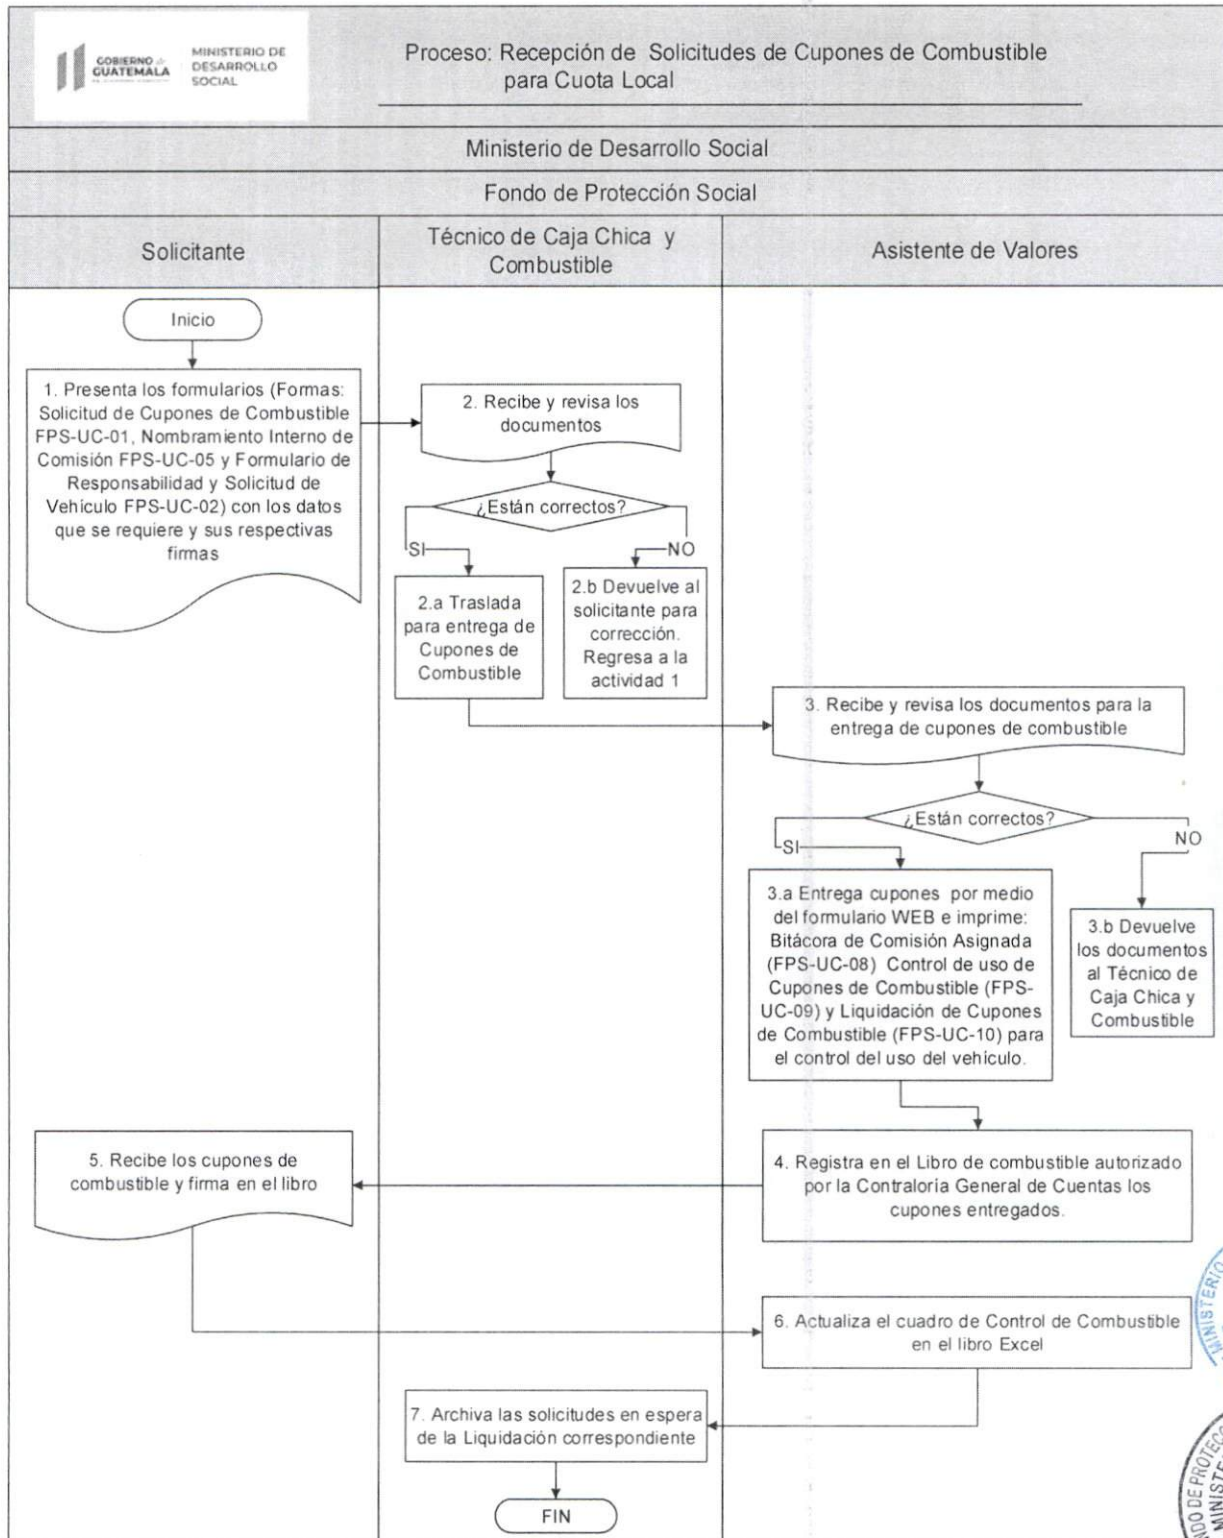 GOBIERNO de
GUATEMALA
MINISTERIO DE
DESARROLLO
SOCIAL
Proceso: Recepción de Solicitudes de Cupones de Combustible
para Cuota Local
Ministerio de Desarrollo Social
Fondo de Protección Social
Solicitante
Técnico de Caja Chica y
Combustible
Asistente de Valores
Inicio
1. Presenta los formularios (Formas:
Solicitud de Cupones de Combustible
FPS-UC-01, Nombramiento Interno de
Comisión FPS-UC-05 y Formulario de
Responsabilidad y Solicitud de
Vehículo FPS-UC-02) con los datos
que se requiere y sus respectivas
firmas
2. Recibe y revisa los
documentos
¿Están correctos?
SI
NO
2.a Traslada
para entrega de
Cupones de
Combustible
2.b Devuelve al
solicitante para
corrección.
Regresa a la
actividad 1
3. Recibe y revisa los documentos para la
entrega de cupones de combustible
¿Están correctos?
SI
NO
3.a Entrega cupones por medio
del formulario WEB e imprime:
Bitácora de Comisión Asignada
(FPS-UC-08) Control de uso de
Cupones de Combustible (FPS-
UC-09) y Liquidación de Cupones
de Combustible (FPS-UC-10) para
el control del uso del vehículo.
3.b Devuelve
los documentos
al Técnico de
Caja Chica y
Combustible
4. Registra en el Libro de combustible autorizado
por la Contraloría General de Cuentas los
cupones entregados.
5. Recibe los cupones de
combustible y firma en el libro
6. Actualiza el cuadro de Control de Combustible
en el libro Excel
7. Archiva las solicitudes en espera
de la Liquidación correspondiente
FIN
MINISTERIO